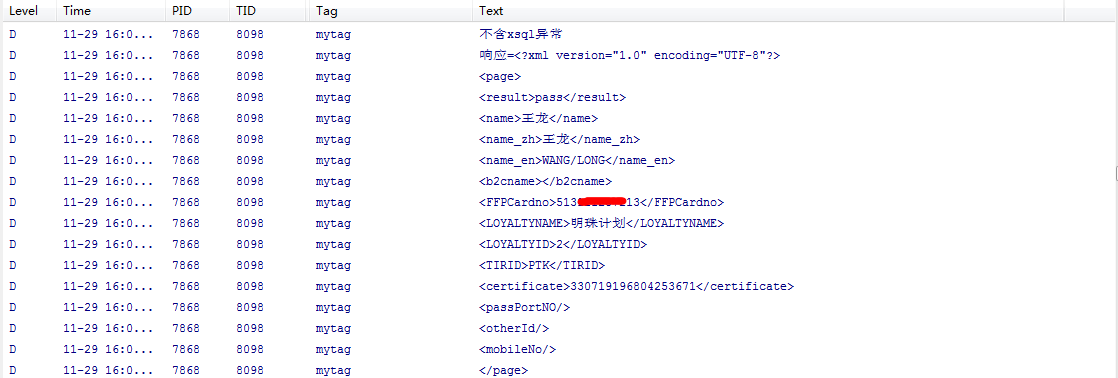 Level Time PID TID Tag Text
D 11-29 16:0... 7868 8098 mytag 不含xsql异常
D 11-29 16:0... 7868 8098 mytag 响应=<?xml version="1.0" encoding="UTF-8"?>
D 11-29 16:0... 7868 8098 mytag <page>
D 11-29 16:0... 7868 8098 mytag <result>pass</result>
D 11-29 16:0... 7868 8098 mytag <name>王龙</name>
D 11-29 16:0... 7868 8098 mytag <name_zh>王龙</name_zh>
D 11-29 16:0... 7868 8098 mytag <name_en>WANG/LONG</name_en>
D 11-29 16:0... 7868 8098 mytag <b2cname></b2cname>
D 11-29 16:0... 7868 8098 mytag <FFPCardno>513 13</FFPCardno>
D 11-29 16:0... 7868 8098 mytag <LOYALTYNAME>明珠计划</LOYALTYNAME>
D 11-29 16:0... 7868 8098 mytag <LOYALTYID>2</LOYALTYID>
D 11-29 16:0... 7868 8098 mytag <TIRID>PTK</TIRID>
D 11-29 16:0... 7868 8098 mytag <certificate>330719196804253671</certificate>
D 11-29 16:0... 7868 8098 mytag <passPortNO/>
D 11-29 16:0... 7868 8098 mytag <otherId/>
D 11-29 16:0... 7868 8098 mytag <mobileNo/>
D 11-29 16:0... 7868 8098 mytag </page>